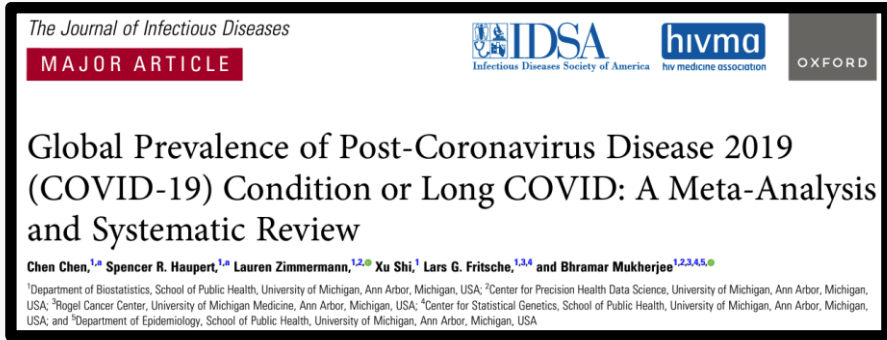 The Journal of Infectious Diseases
MAJOR ARTICLE
IDSA
Infectious Diseases Society of America
hivma
hiv medicine association
OXFORD
Global Prevalence of Post-Coronavirus Disease 2019
(COVID-19) Condition or Long COVID: A Meta-Analysis
and Systematic Review
Chen Chen,1,a Spencer R. Haupert,1,a Lauren Zimmermann,1,2, Xu Shi,1 Lars G. Fritsche,1,3,4 and Bhramar Mukherjee1,2,3,4,5,
1Department of Biostatistics, School of Public Health, University of Michigan, Ann Arbor, Michigan, USA; 2Center for Precision Health Data Science, University of Michigan, Ann Arbor, Michigan,
USA; 3Rogel Cancer Center, University of Michigan Medicine, Ann Arbor, Michigan, USA; 4Center for Statistical Genetics, School of Public Health, University of Michigan, Ann Arbor, Michigan,
USA; and 5Department of Epidemiology, School of Public Health, University of Michigan, Ann Arbor, Michigan, USA